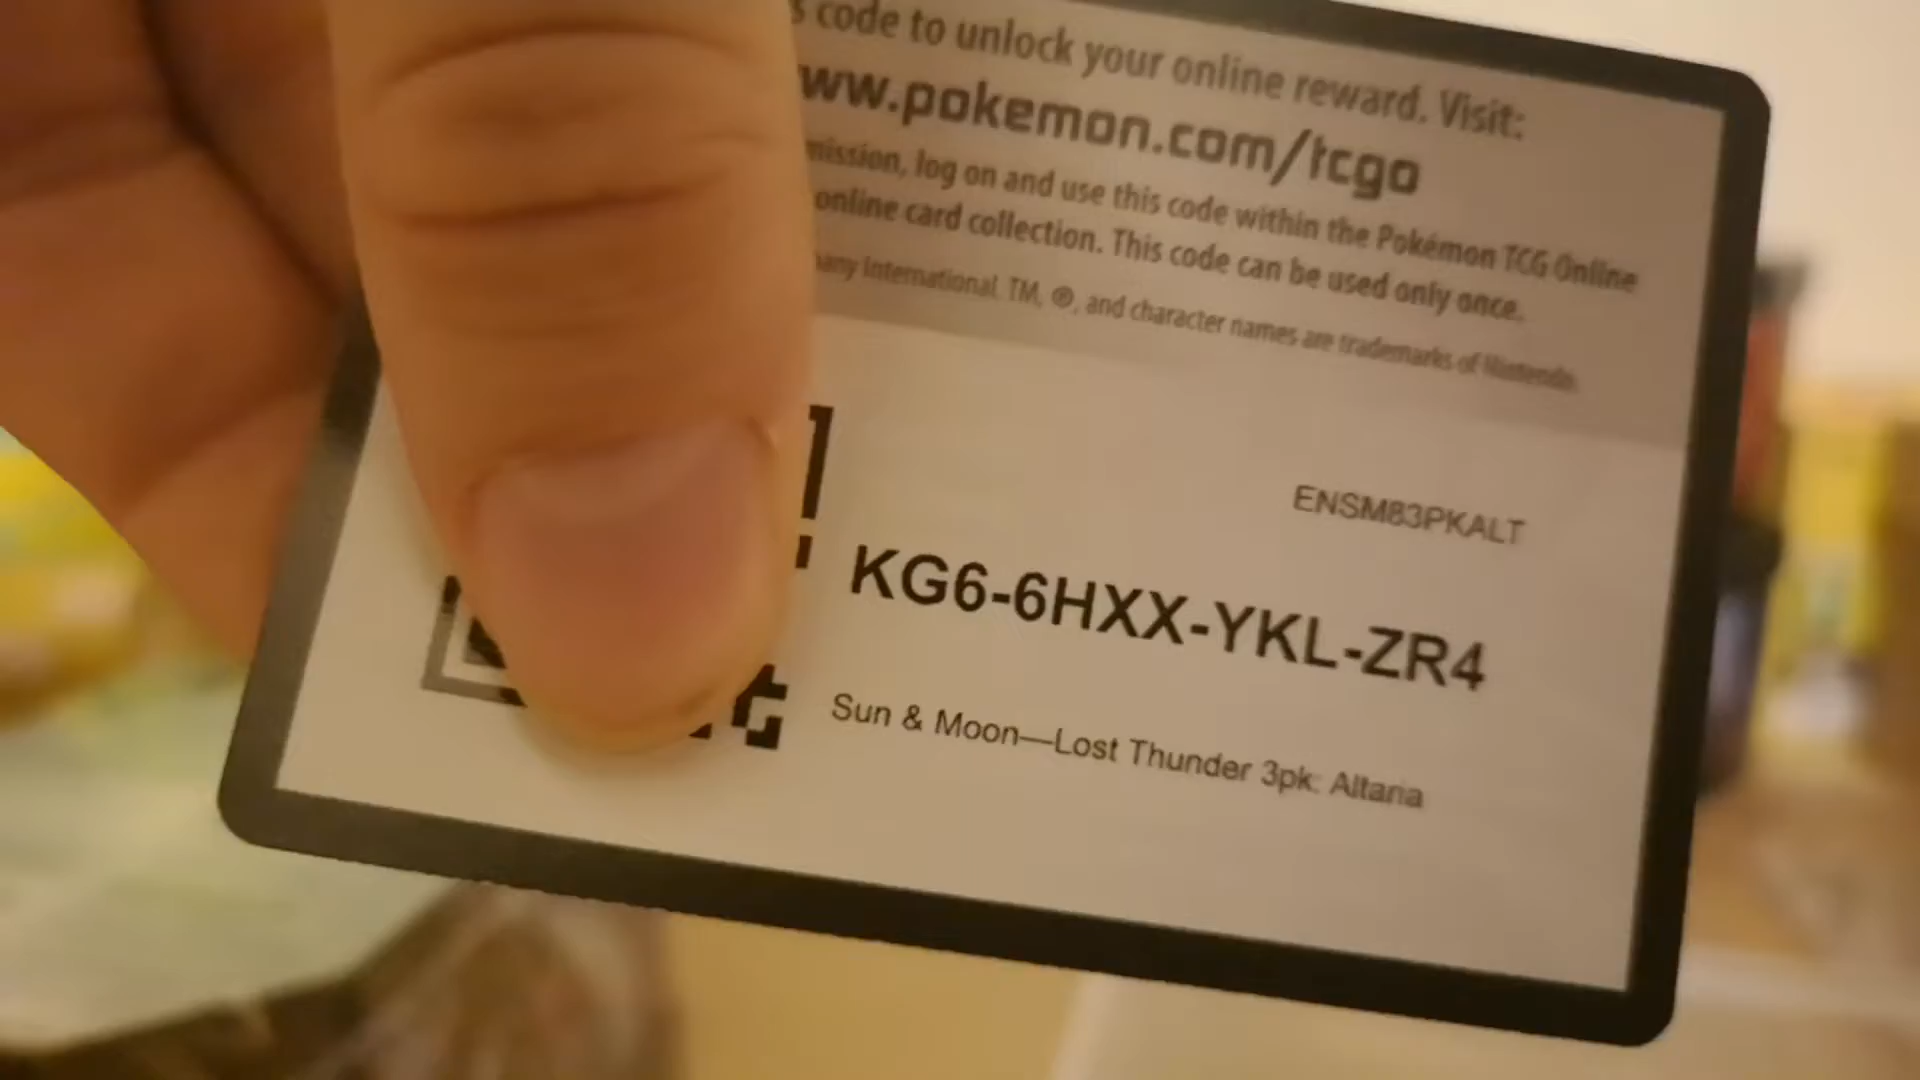 code to unlock your online reward. Visit:
ww.pokemon.com/tcgo
mission, log on and use this code within the Pokémon TCG Online
online card collection. This code can be used only once.
any International. TM, ®, and character names are trademarks of Nintendo.
ENSM83PKALT
KG6-6HXX-YKL-ZR4
Sun & Moon—Lost Thunder 3pk: Altaria